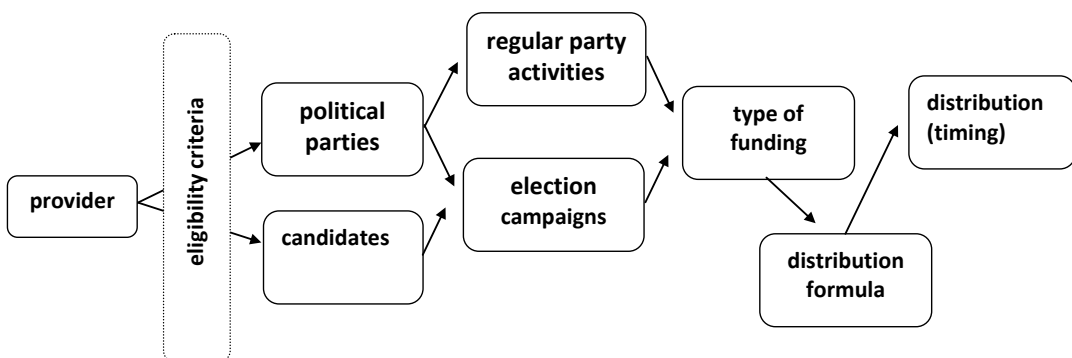 provider
eligibility criteria
political
parties
candidates
regular party
activities
election
campaigns
type of
funding
distribution
formula
distribution
(timing)